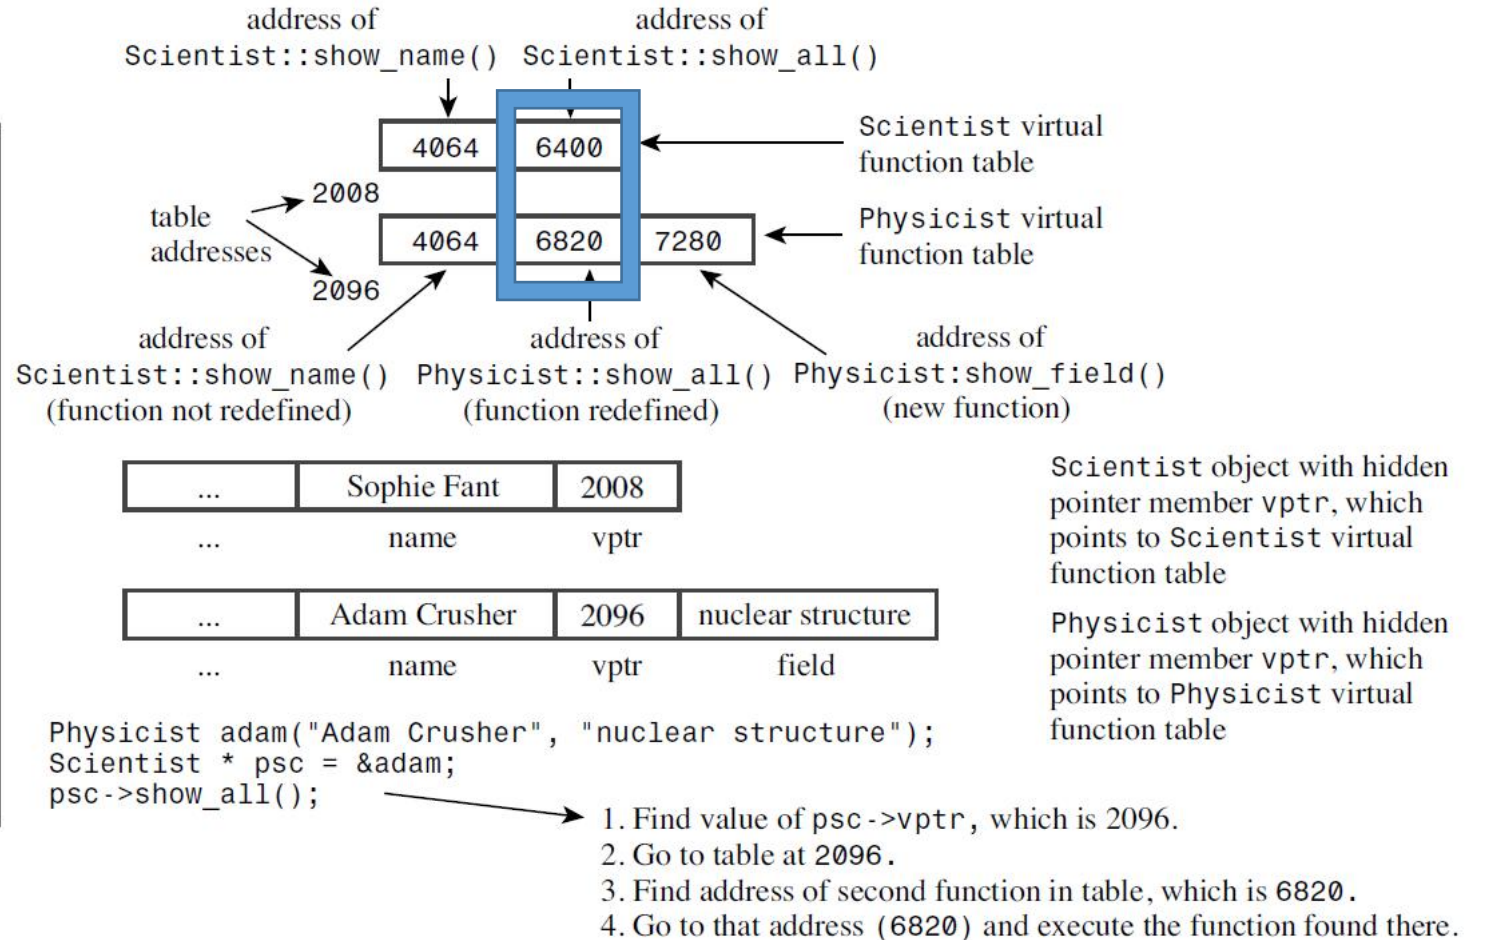 address of
Scientist::show_name()
address of
Scientist::show_all()
4064 6400
Scientist virtual
function table
2008
table
addresses
4064 6820 7280
Physicist virtual
function table
2096
address of
Scientist::show_name()
(function not redefined)
address of
Physicist::show_all()
(function redefined)
address of
Physicist:show_field()
(new function)
... Sophie Fant 2008
... name vptr
Scientist object with hidden
pointer member vptr, which
points to Scientist virtual
function table
... Adam Crusher 2096 nuclear structure
... name vptr field
Physicist object with hidden
pointer member vptr, which
points to Physicist virtual
function table
Physicist adam("Adam Crusher", "nuclear structure");
Scientist * psc = &adam;
psc->show_all();
1. Find value of psc->vptr, which is 2096.
2. Go to table at 2096.
3. Find address of second function in table, which is 6820.
4. Go to that address (6820) and execute the function found there.